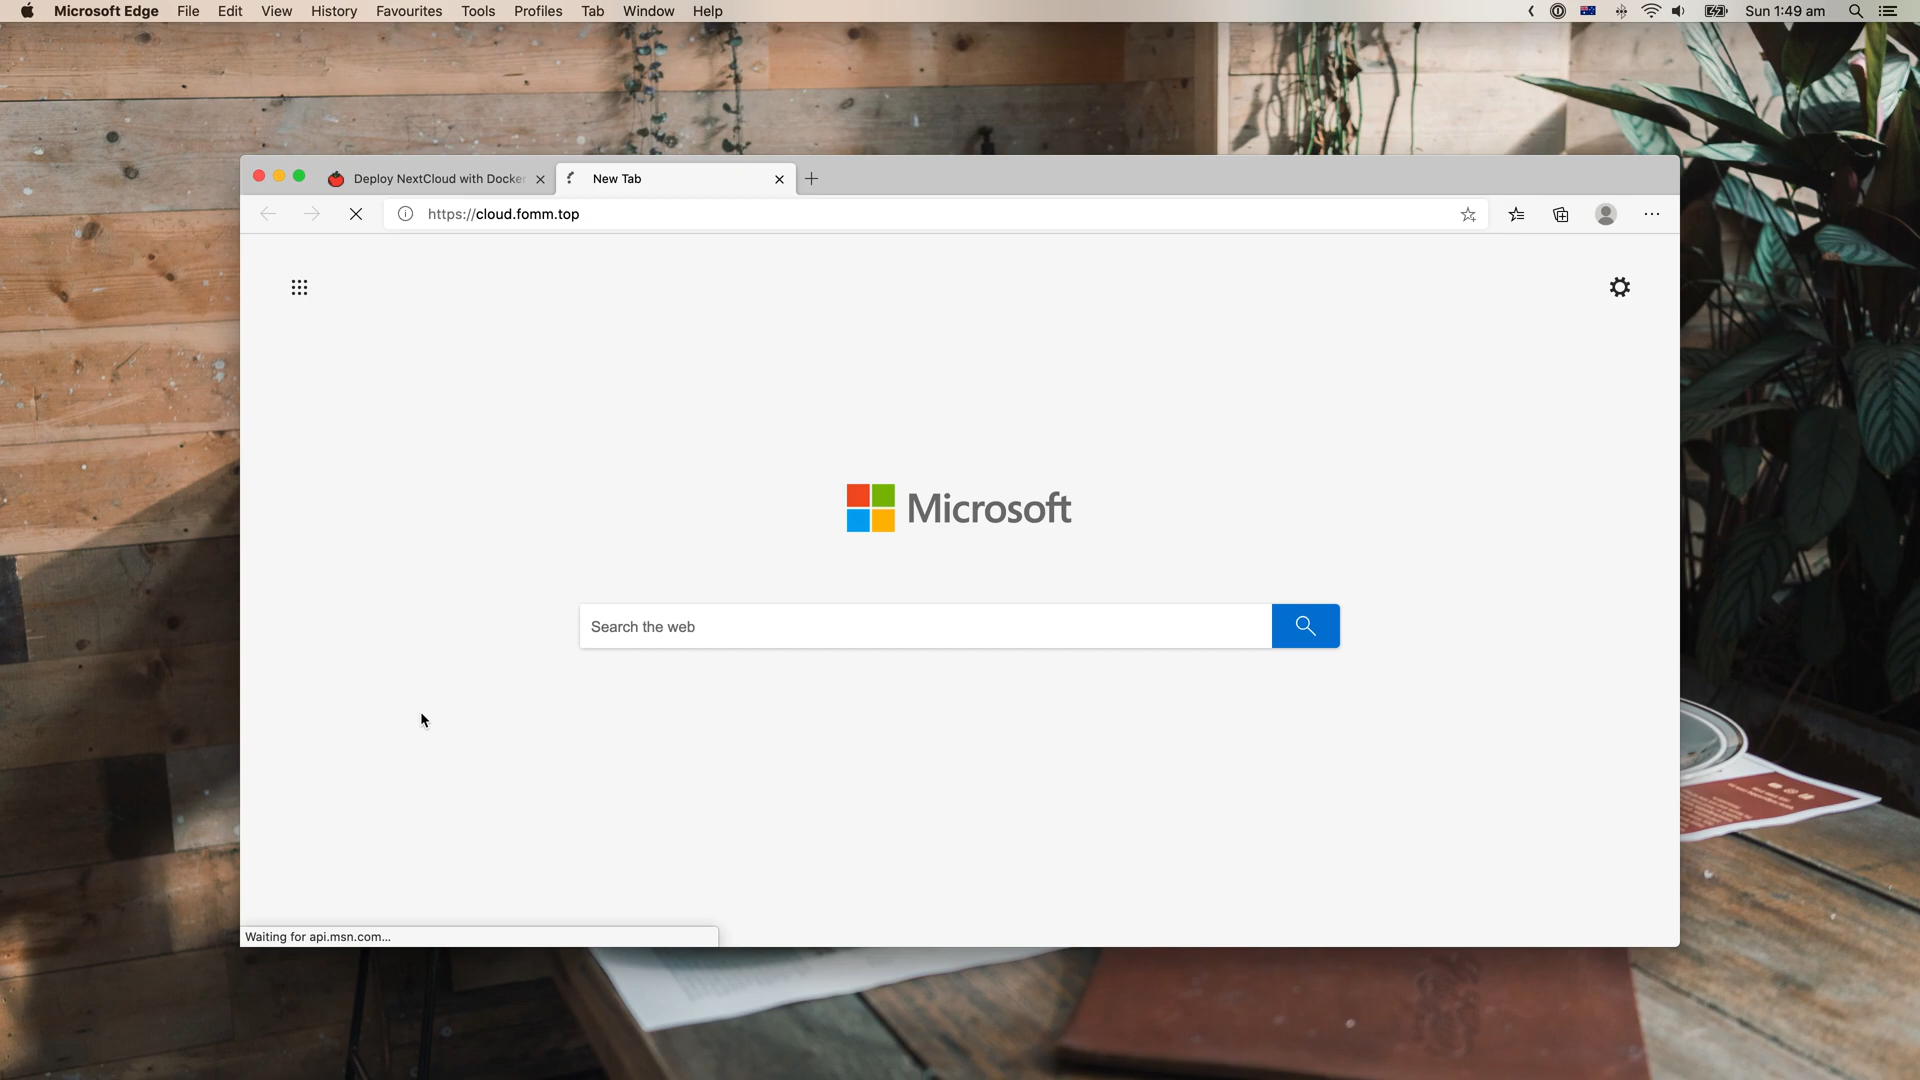 Microsoft Edge File Edit View History Favourites Tools Profiles Tab Window Help Sun 1:49 am
Deploy NextCloud with Docker New Tab
https://cloud.fomm.top
Microsoft
Search the web
Waiting for api.msn.com...